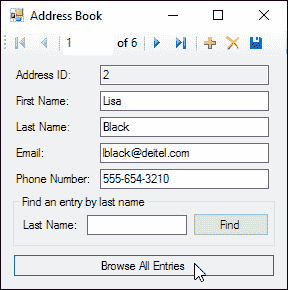 Address Book
1 of 6
Address ID: 2
First Name: Lisa
Last Name: Black
Email: lblack@deitel.com
Phone Number: 555-654-3210
Find an entry by last name
Last Name: Find
Browse All Entries